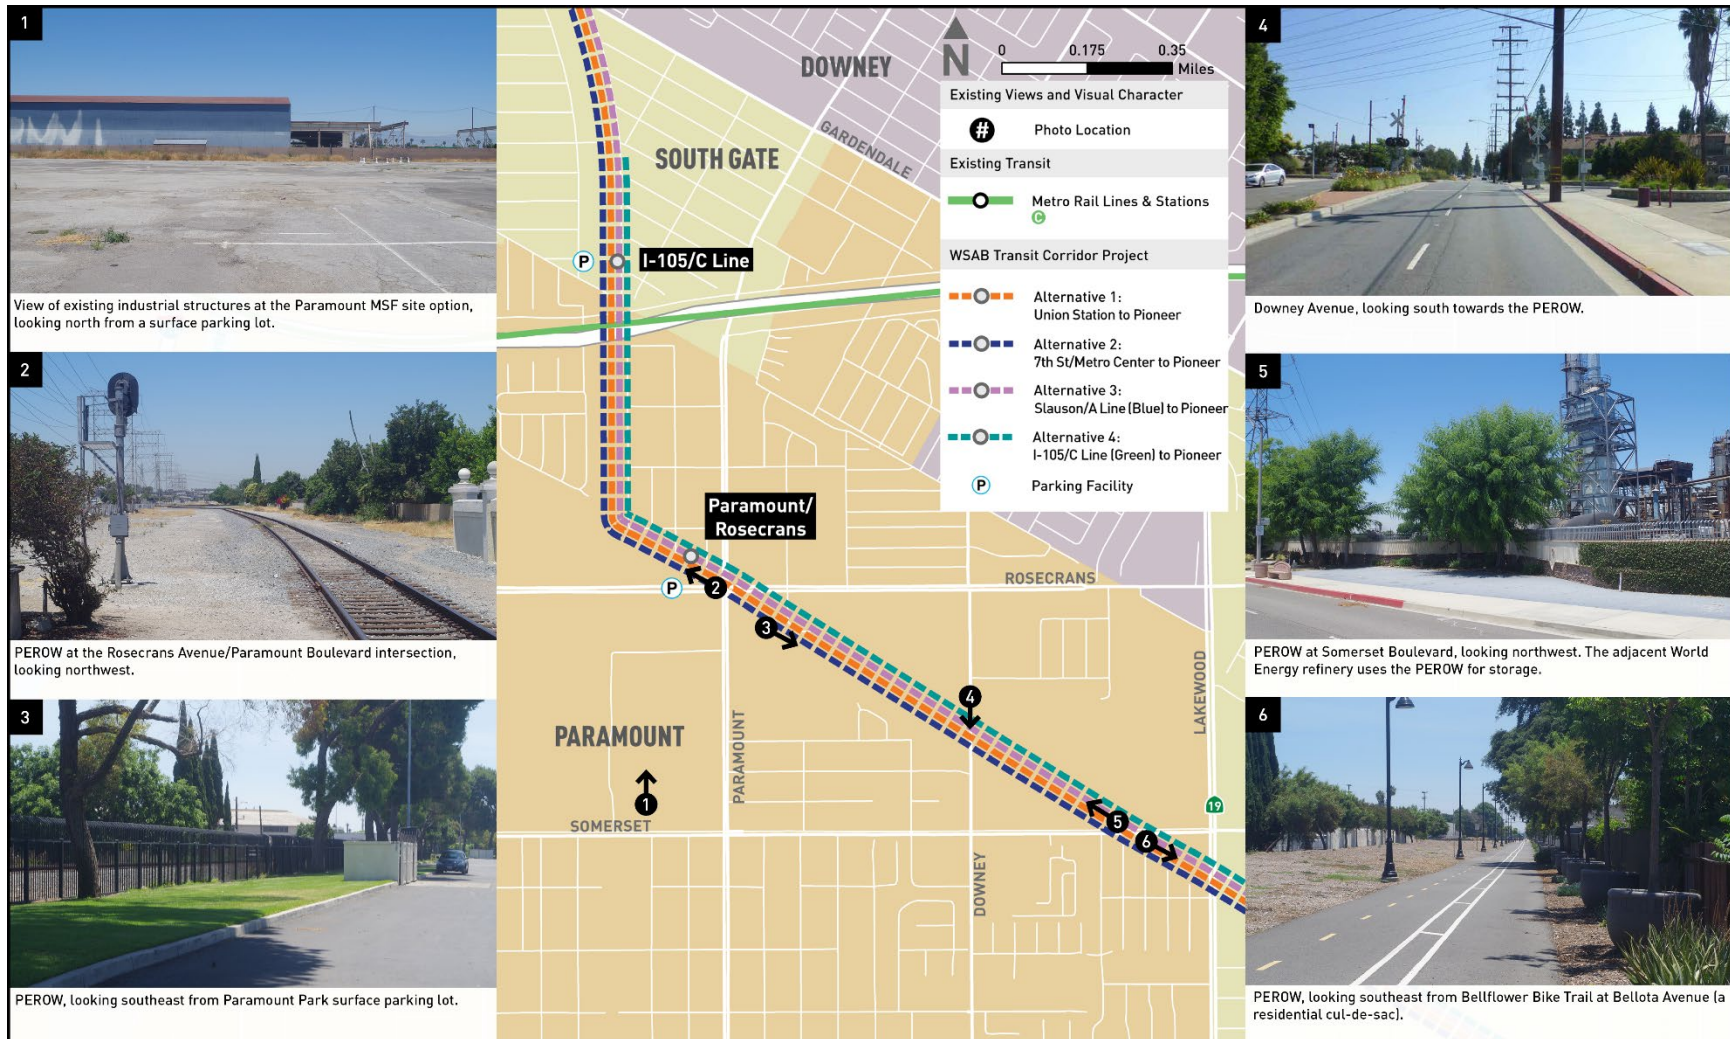 1
View of existing industrial structures at the Paramount MSF site option,
looking north from a surface parking lot.
2
PEROW at the Rosecrans Avenue/Paramount Boulevard intersection,
looking northwest.
3
PEROW, looking southeast from Paramount Park surface parking lot.
DOWNEY
SOUTH GATE
GARDENDALE
P
I-105/C Line
Paramount/
Rosecrans
P
2
ROSECRANS
3
4
LAKEWOOD
PARAMOUNT
PARAMOUNT
1
SOMERSET
19
5
6
DOWNEY
N
0 0.175 0.35
Miles
Existing Views and Visual Character
# Photo Location
Existing Transit
Metro Rail Lines & Stations
C
WSAB Transit Corridor Project
Alternative 1:
Union Station to Pioneer
Alternative 2:
7th St/Metro Center to Pioneer
Alternative 3:
Slauson/A Line (Blue) to Pioneer
Alternative 4:
I-105/C Line (Green) to Pioneer
P Parking Facility
4
Downey Avenue, looking south towards the PEROW.
5
PEROW at Somerset Boulevard, looking northwest. The adjacent World
Energy refinery uses the PEROW for storage.
6
PEROW, looking southeast from Bellflower Bike Trail at Bellota Avenue (a
residential cul-de-sac).